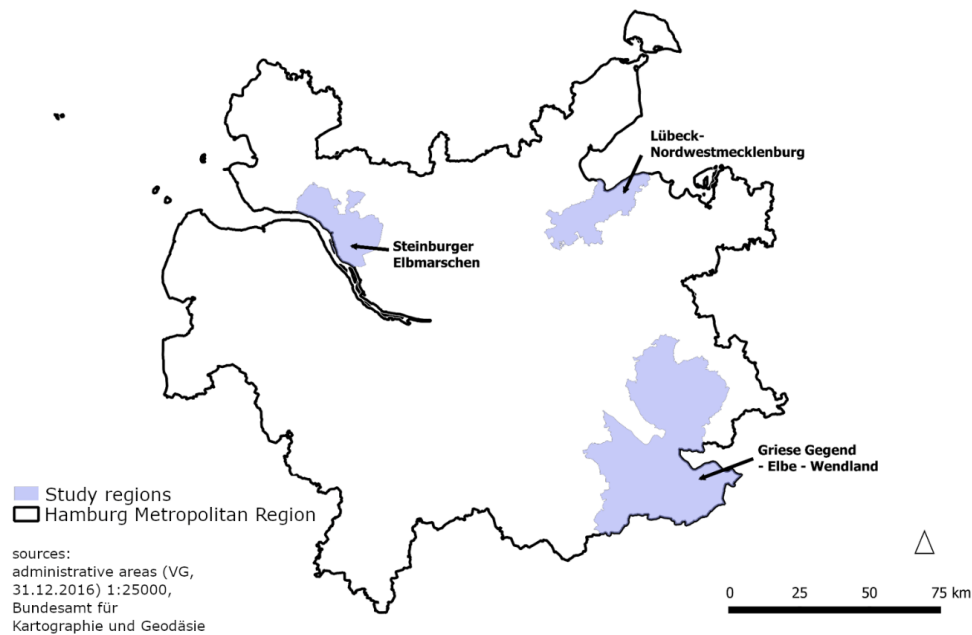 Lübeck-
Nordwestmecklenburg
Steinburger
Elbmarschen
Griese Gegend
- Elbe - Wendland
Study regions
Hamburg Metropolitan Region
sources:
administrative areas (VG,
31.12.2016) 1:25000,
Bundesamt für
Kartographie und Geodäsie
0 25 50 75 km